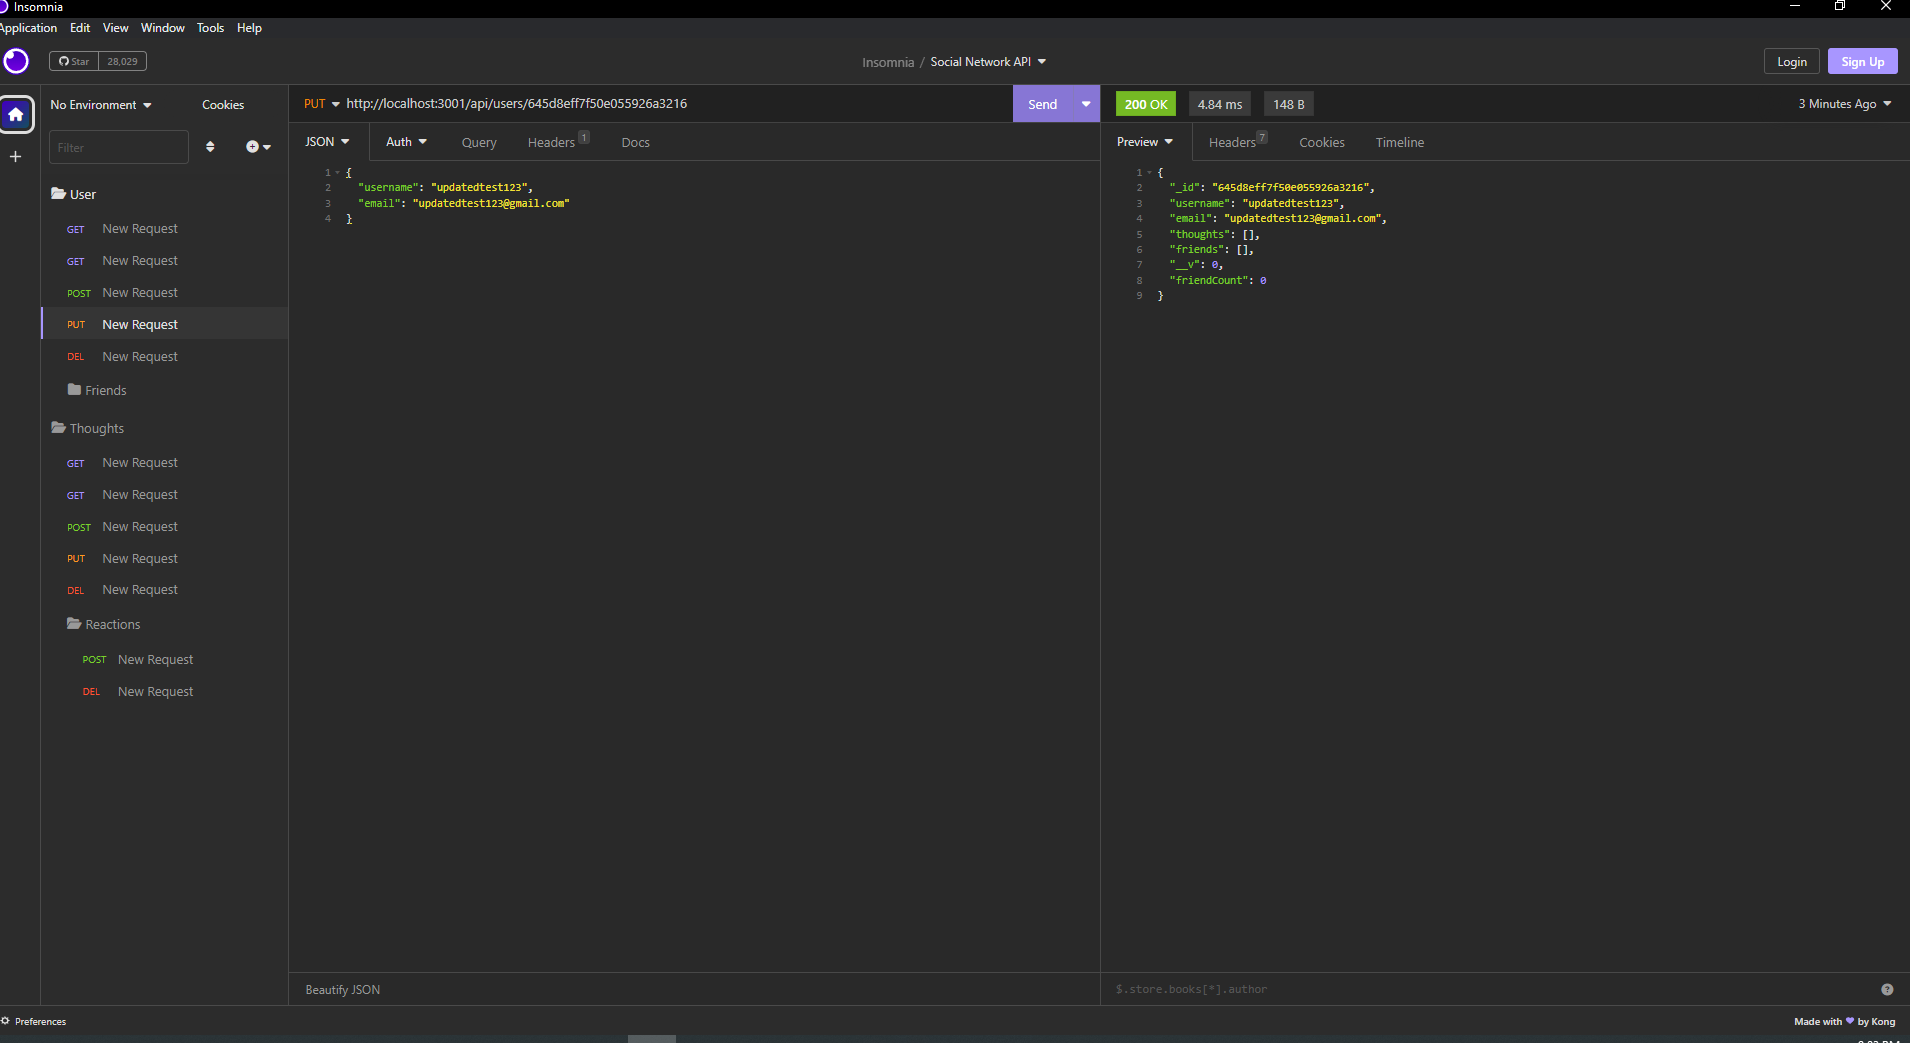 Insomnia
Application Edit View Window Tools Help
Star 28,029
Insomnia / Social Network API
Login Sign Up
No Environment Cookies
PUT http://localhost:3001/api/users/645d8eff7f50e055926a3216 Send
200 OK 4.84 ms 148 B
3 Minutes Ago
Filter
JSON Auth Query Headers 1 Docs
Preview Headers 7 Cookies Timeline
User
GET New Request
GET New Request
POST New Request
PUT New Request
DEL New Request
Friends
Thoughts
GET New Request
GET New Request
POST New Request
PUT New Request
DEL New Request
Reactions
POST New Request
DEL New Request
1 {
2 "username": "updatedtest123",
3 "email": "updatedtest123@gmail.com"
4 }
1 {
2 "_id": "645d8eff7f50e055926a3216",
3 "username": "updatedtest123",
4 "email": "updatedtest123@gmail.com",
5 "thoughts": [],
6 "friends": [],
7 "__v": 0,
8 "friendCount": 0
9 }
Beautify JSON
$.store.books[*].author
?
Preferences
Made with ❤ by Kong